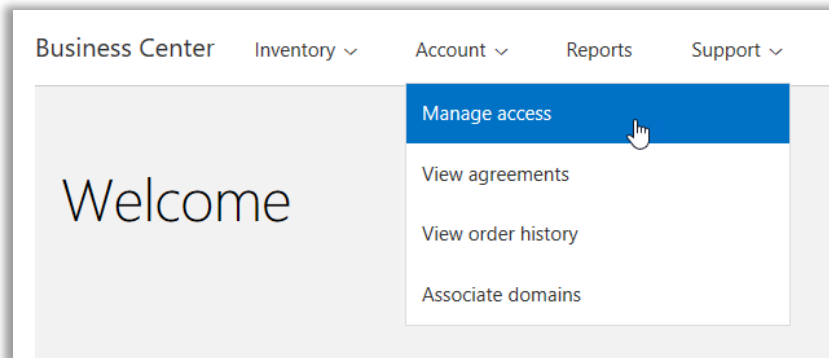 Business Center Inventory Account Reports Support
Manage access
View agreements
Welcome
View order history
Associate domains